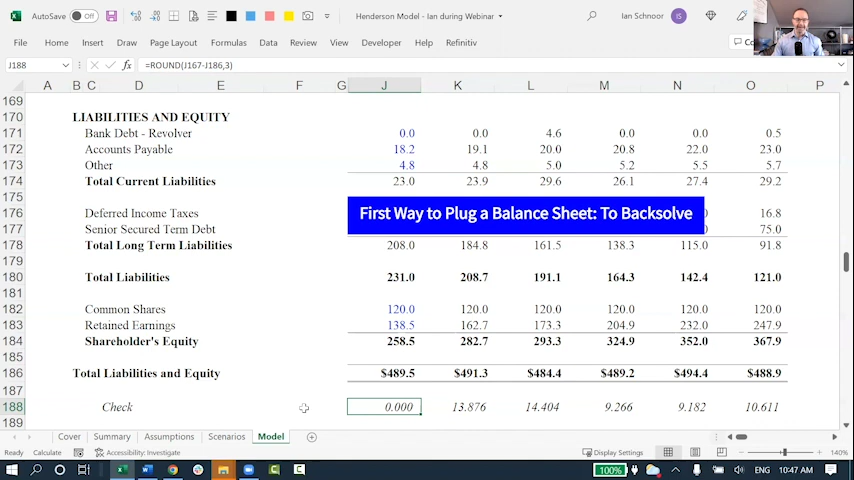 AutoSave Off Henderson Model - Ian during Webinar Ian Schnoor IS
File Home Insert Draw Page Layout Formulas Data Review View Developer Help Refinitiv
J188 fx =ROUND(J167-J186,3)
A B C D E F G J K L M N O P
169
170 LIABILITIES AND EQUITY
171 Bank Debt - Revolver 0.0 0.0 4.6 0.0 0.0 0.5
172 Accounts Payable 18.2 19.1 20.0 20.8 22.0 23.0
173 Other 4.8 4.8 5.0 5.2 5.5 5.7
174 Total Current Liabilities 23.0 23.9 29.6 26.1 27.4 29.2
175
First Way to Plug a Balance Sheet: To Backsolve
176 Deferred Income Taxes 16.8
177 Senior Secured Term Debt 75.0
178 Total Long Term Liabilities 208.0 184.8 161.5 138.3 115.0 91.8
179
180 Total Liabilities 231.0 208.7 191.1 164.3 142.4 121.0
181
182 Common Shares 120.0 120.0 120.0 120.0 120.0 120.0
183 Retained Earnings 138.5 162.7 173.3 204.9 232.0 247.9
184 Shareholder's Equity 258.5 282.7 293.3 324.9 352.0 367.9
185
186 Total Liabilities and Equity $489.5 $491.3 $484.4 $489.2 $494.4 $488.9
187
188 Check 0.000 13.876 14.404 9.266 9.182 10.611
189
Cover Summary Assumptions Scenarios Model
Ready Calculate Accessibility: Investigate Display Settings 140%
100% ENG 10:47 AM